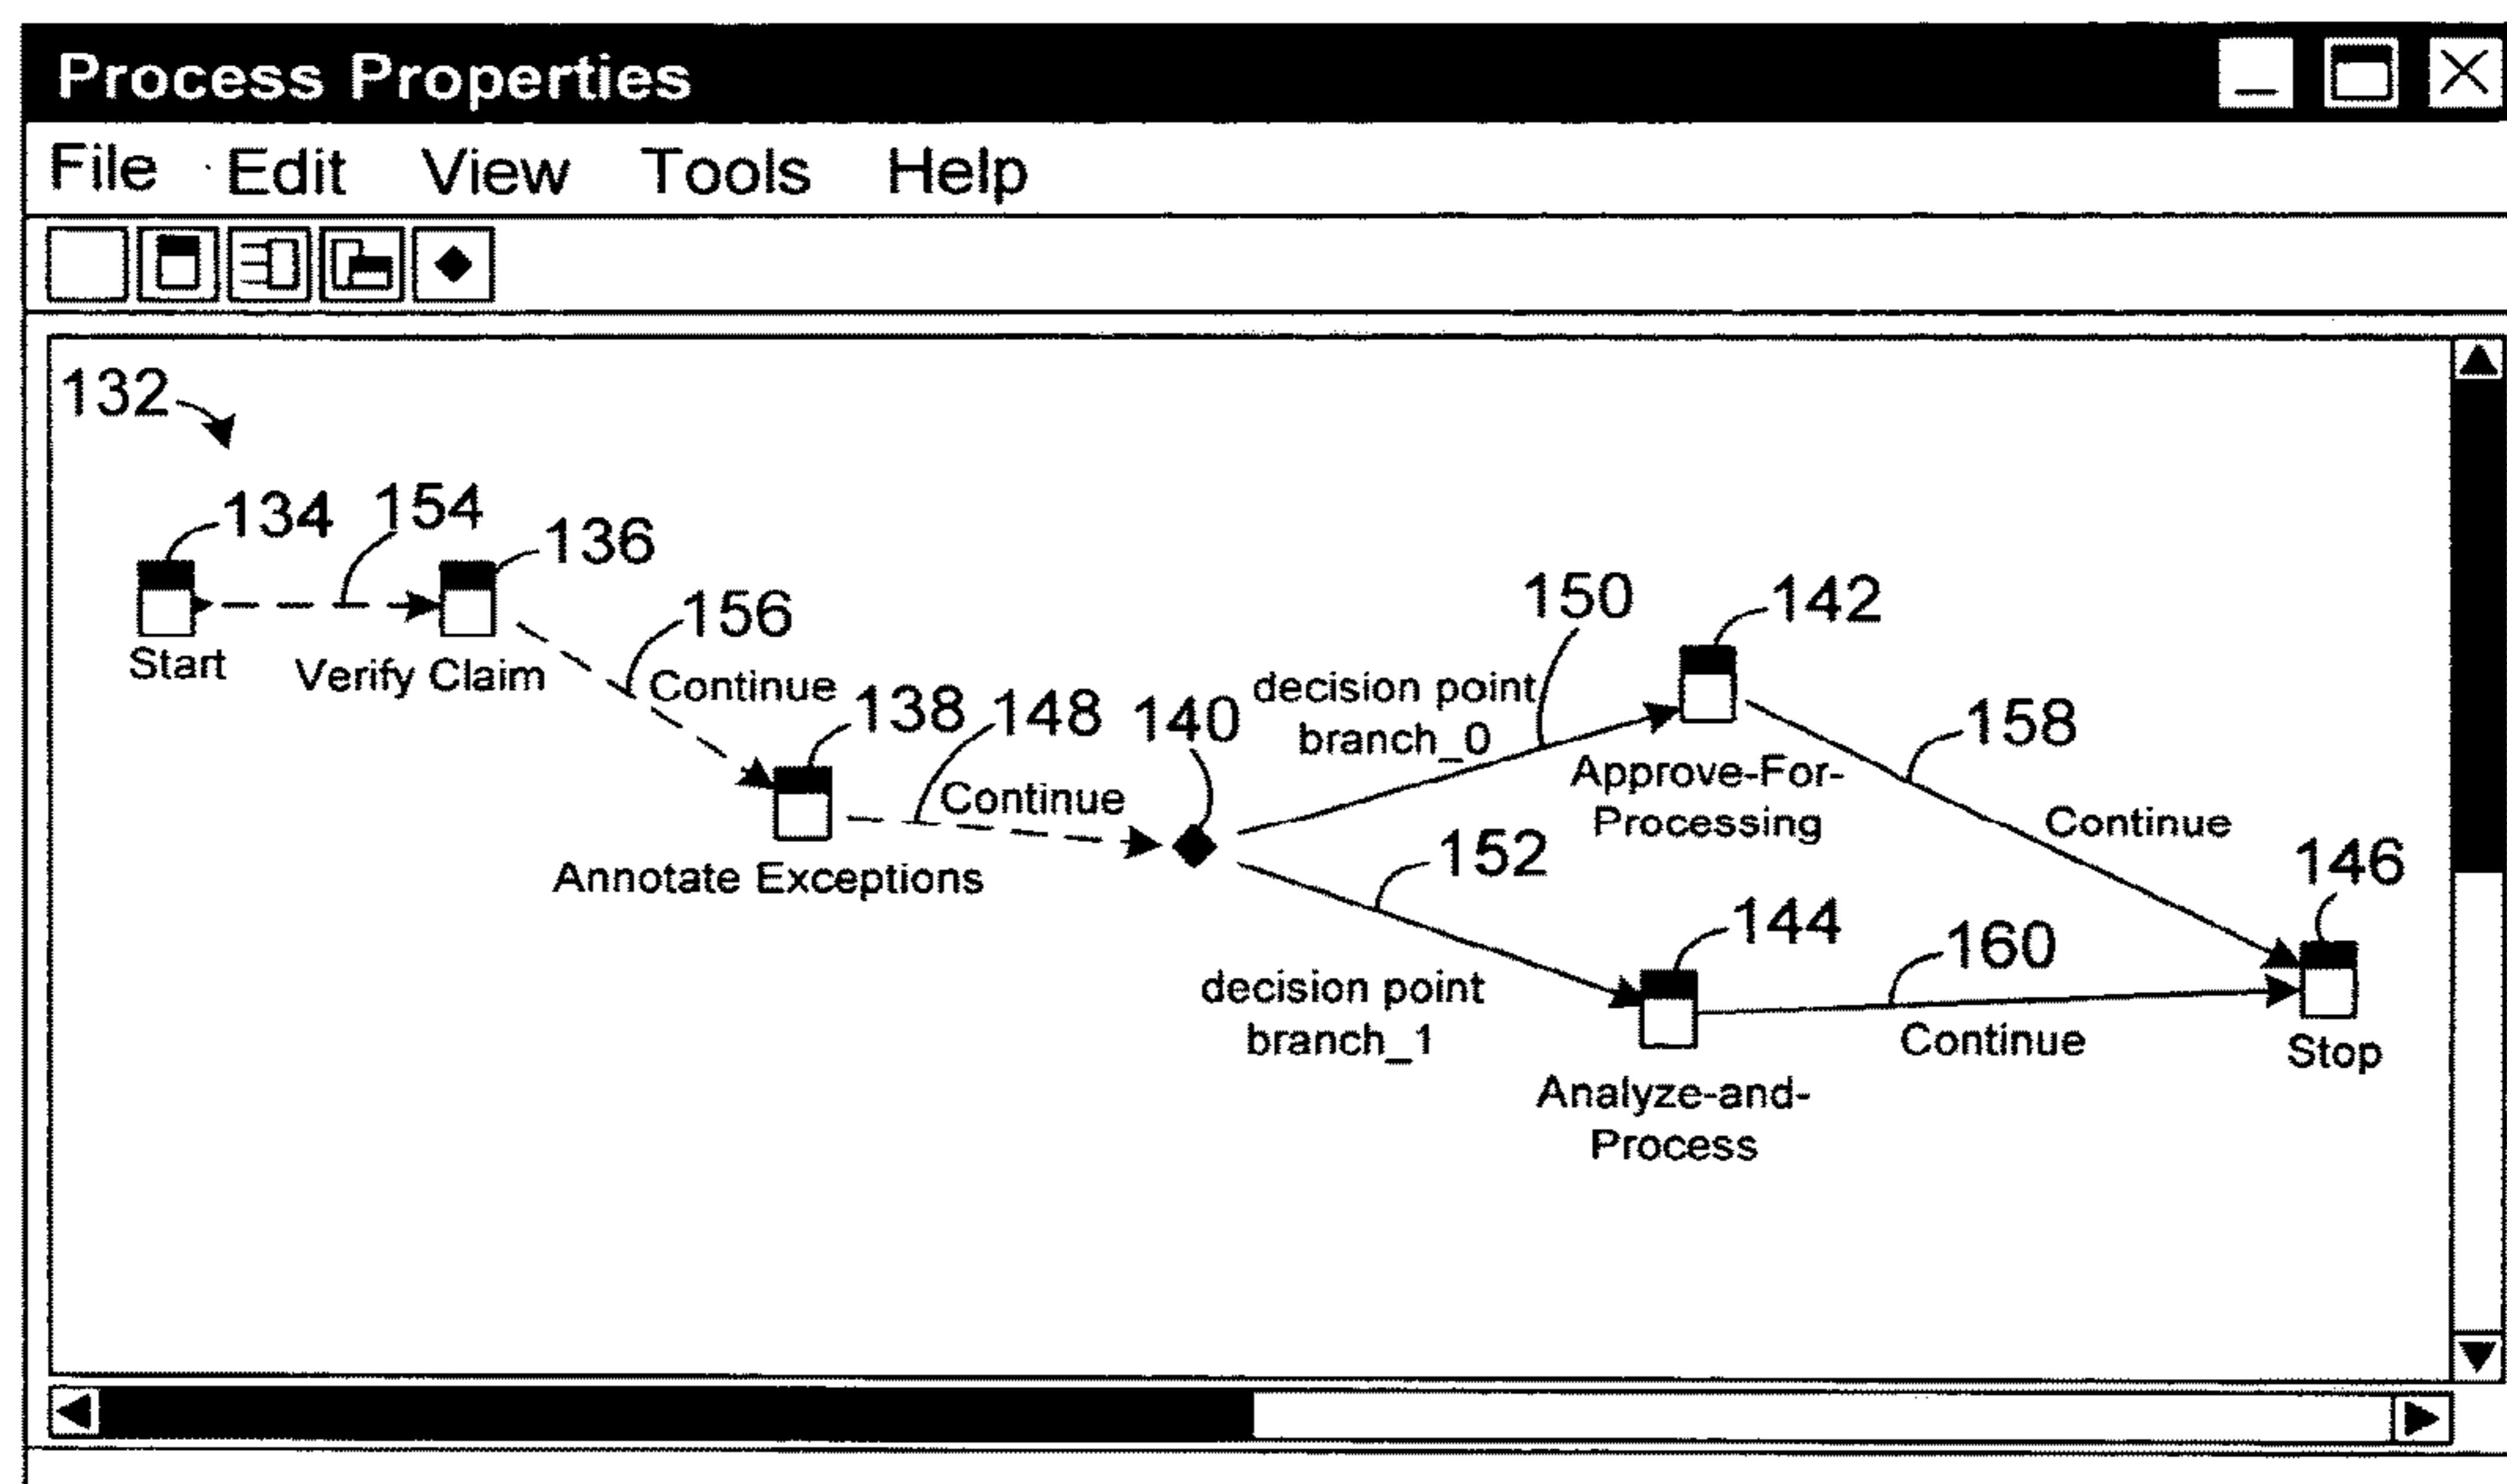 Process Properties
File Edit View Tools Help
132
134
154
136
Start
Verify Claim
156
Continue
138
148
140
Continue
Annotate Exceptions
decision point
branch_0
150
142
Approve-For-
Processing
158
Continue
152
decision point
branch_1
144
Analyze-and-
Process
160
Continue
146
Stop